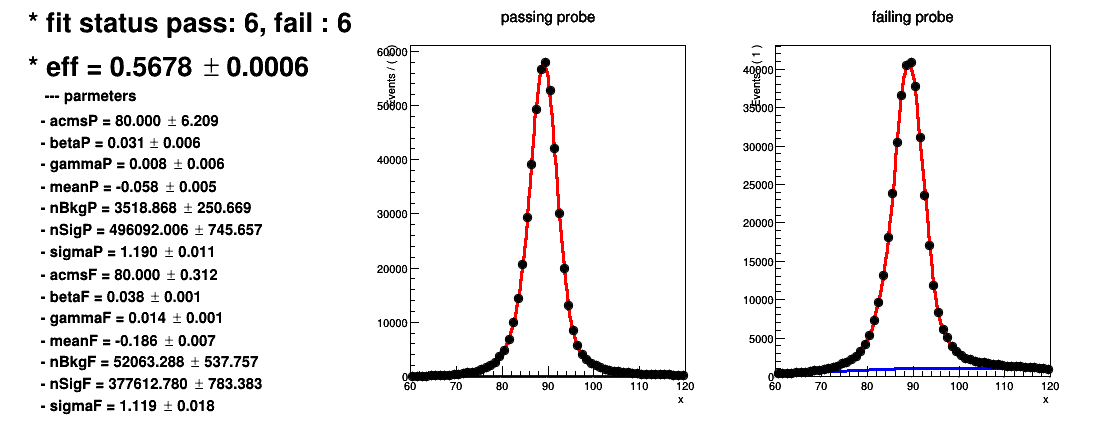 * fit status pass: 6, fail : 6
* eff = 0.5678 ± 0.0006
--- parmeters
- acmsP = 80.000 ± 6.209
- betaP = 0.031 ± 0.006
- gammaP = 0.008 ± 0.006
- meanP = -0.058 ± 0.005
- nBkgP = 3518.868 ± 250.669
- nSigP = 496092.006 ± 745.657
- sigmaP = 1.190 ± 0.011
- acmsF = 80.000 ± 0.312
- betaF = 0.038 ± 0.001
- gammaF = 0.014 ± 0.001
- meanF = -0.186 ± 0.007
- nBkgF = 52063.288 ± 537.757
- nSigF = 377612.780 ± 783.383
- sigmaF = 1.119 ± 0.018
passing probe
Events / ( 1 )
60000
50000
40000
30000
20000
10000
0
60 70 80 90 100 110 120
x
failing probe
Events / ( 1 )
40000
35000
30000
25000
20000
15000
10000
5000
0
60 70 80 90 100 110 120
x